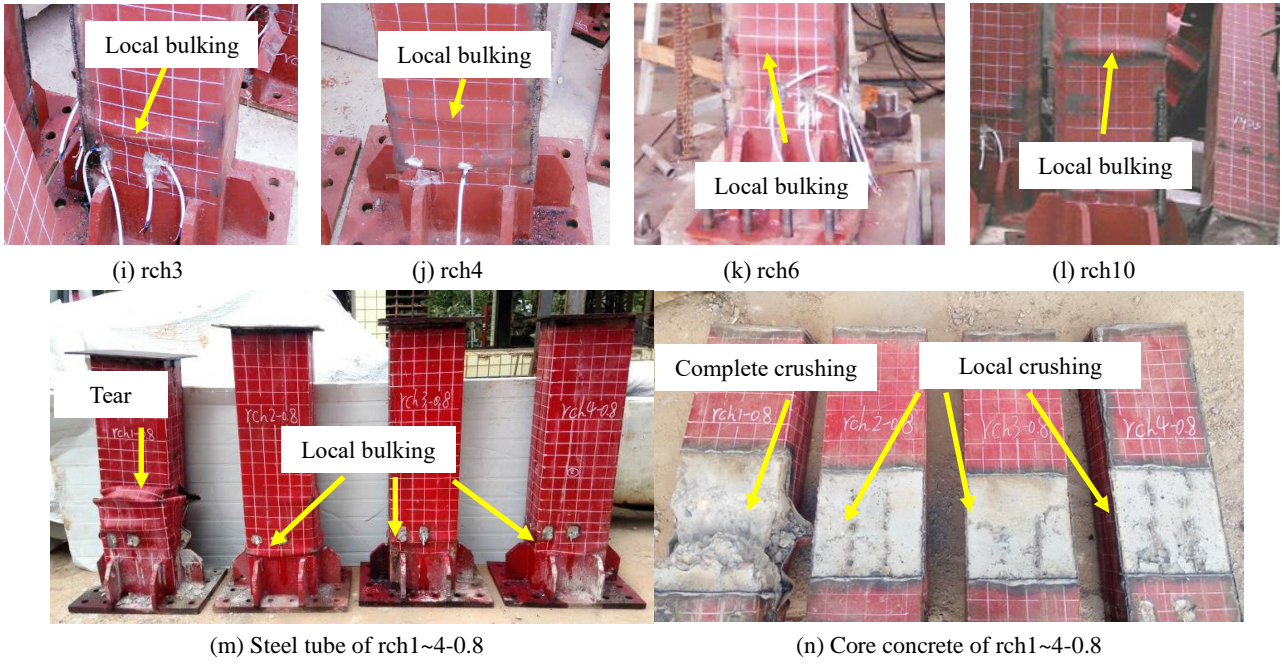 Local bulking
Local bulking
Local bulking
Local bulking
(i) rch3
(j) rch4
(k) rch6
(l) rch10
Tear
rch1-0.8
rch2-0.8
rch3-0.8
rch4-0.8
Local bulking
Complete crushing
Local crushing
rch1-0.8
rch2-0.8
rch3-0.8
rch4-0.8
(m) Steel tube of rch1~4-0.8
(n) Core concrete of rch1~4-0.8